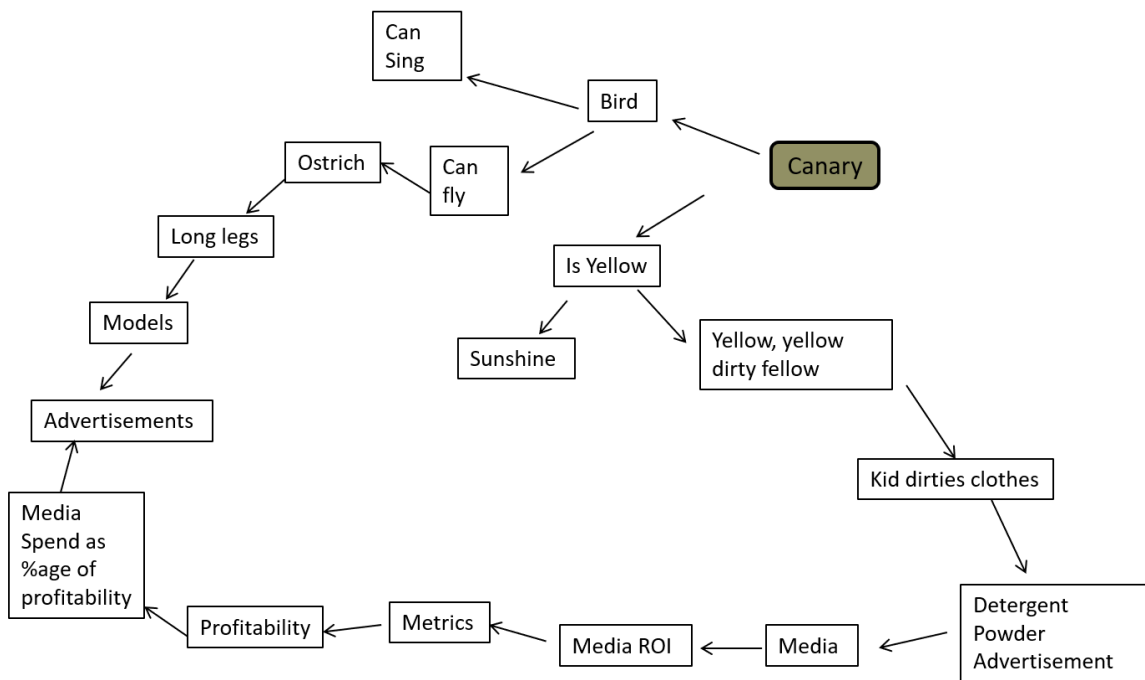 Can
Sing
Bird
Canary
Ostrich
Can
fly
Long legs
Is Yellow
Models
Sunshine
Yellow, yellow
dirty fellow
Advertisements
Kid dirties clothes
Media
Spend as
%age of
profitability
Profitability
Metrics
Media ROI
Media
Detergent
Powder
Advertisement